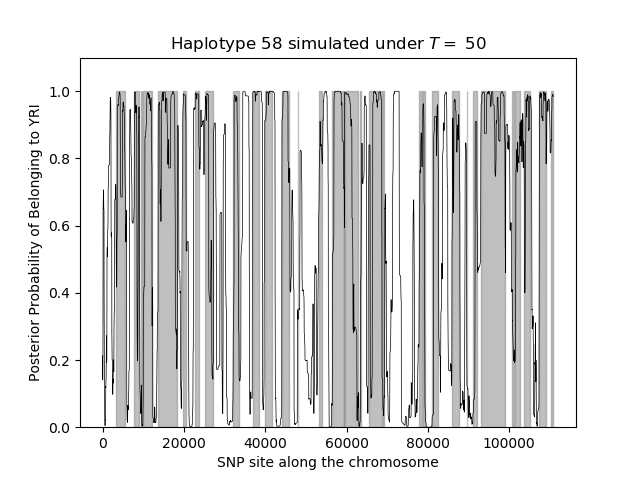 Haplotype 58 simulated under T = 50
Posterior Probability of Belonging to YRI
1.0
0.8
0.6
0.4
0.2
0.0
0 20000 40000 60000 80000 100000
SNP site along the chromosome